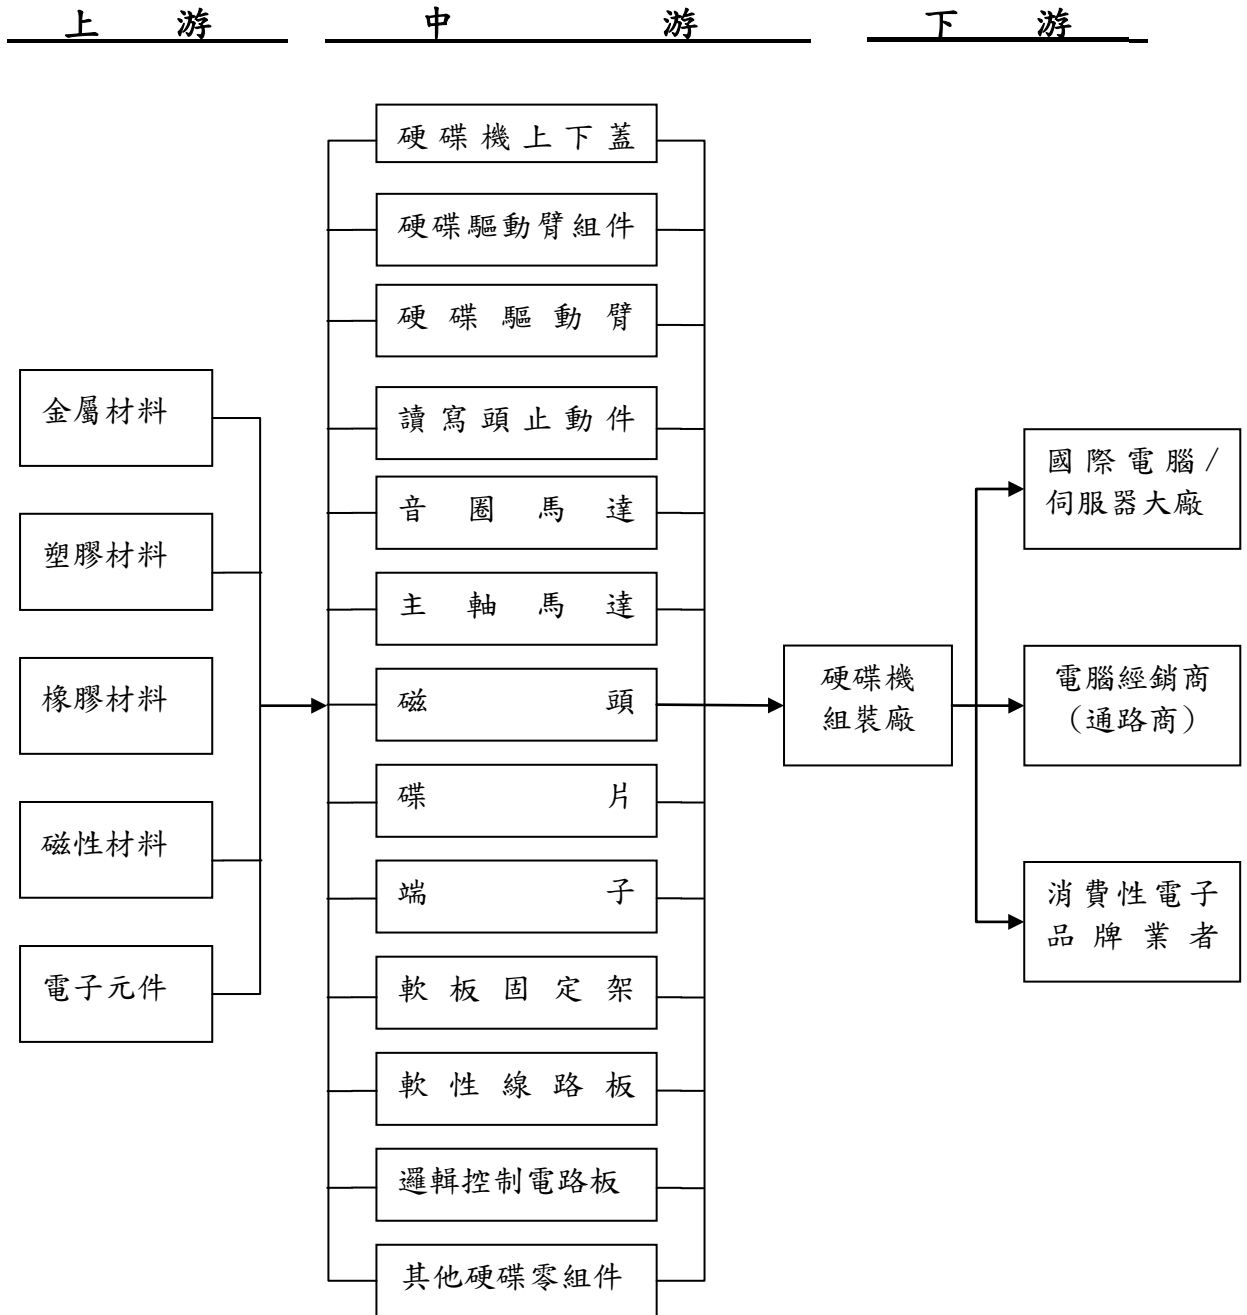 上游 中游 下游
硬碟機上下蓋
硬碟驅動臂組件
硬碟驅動臂
讀寫頭止動件
音圈馬達
主軸馬達
磁頭
碟片
端子
軟板固定架
軟性線路板
邏輯控制電路板
其他硬碟零組件
金屬材料
塑膠材料
橡膠材料
磁性材料
電子元件
硬碟機
組裝廠
國際電腦/
伺服器大廠
電腦經銷商
（通路商）
消費性電子
品牌業者